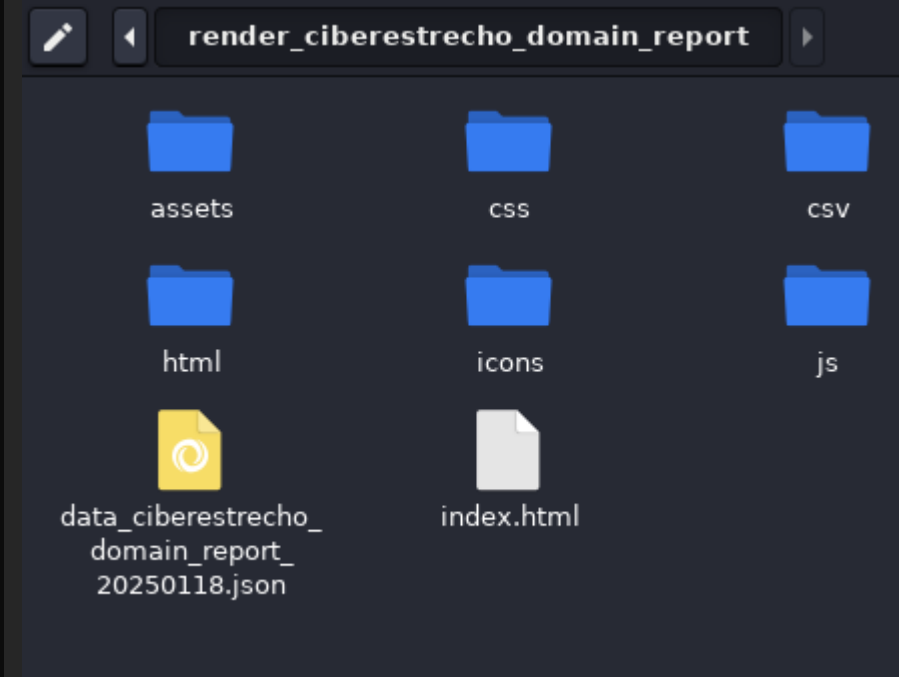 render_ciberestrecho_domain_report
assets
css
csv
html
icons
js
data_ciberestrecho_
domain_report_
20250118.json
index.html